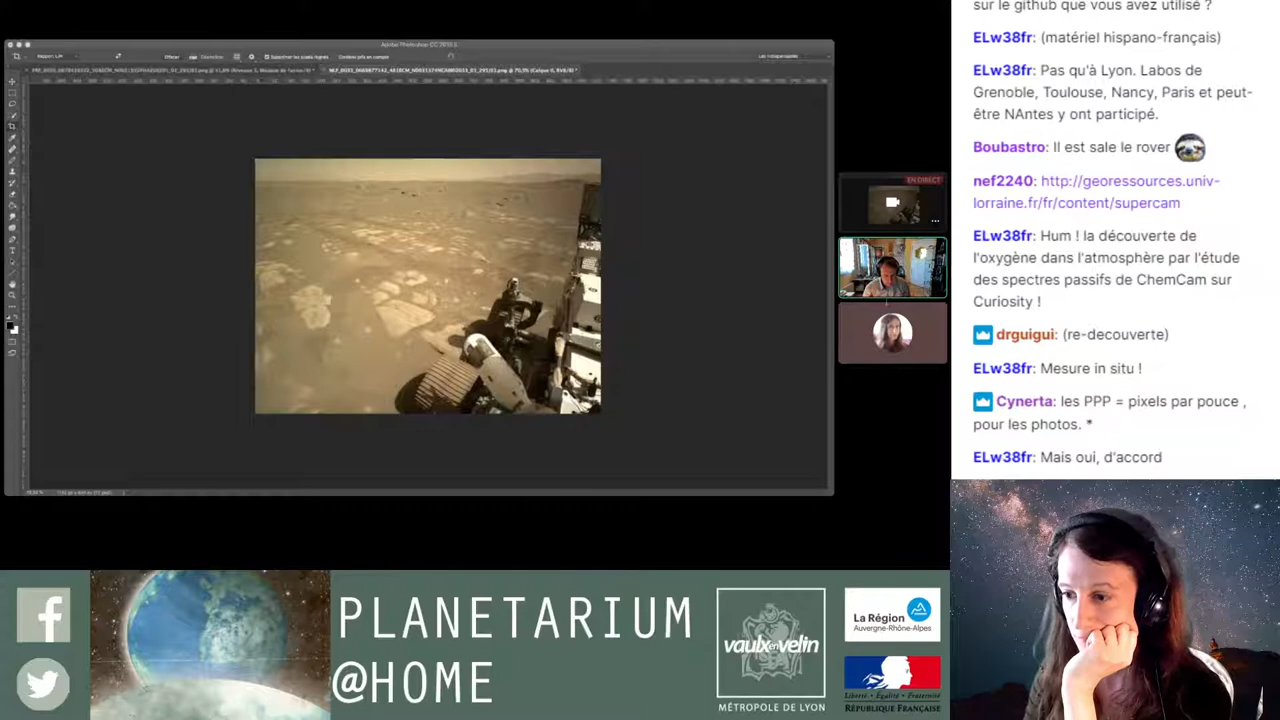 Adobe Photoshop CC 2015.5
EN DIRECT
sur le github que vous avez utilisé ?
ELw38fr: (matériel hispano-français)
ELw38fr: Pas qu'à Lyon. Labos de
Grenoble, Toulouse, Nancy, Paris et peut-
être NAntes y ont participé.
Boubastro: Il est sale le rover
nef2240: http://georessources.univ-
lorraine.fr/fr/content/supercam
ELw38fr: Hum ! la découverte de
l'oxygène dans l'atmosphère par l'étude
des spectres passifs de ChemCam sur
Curiosity !
drguigui: (re-decouverte)
ELw38fr: Mesure in situ !
Cynerta: les PPP = pixels par pouce ,
pour les photos. *
ELw38fr: Mais oui, d'accord
PLANETARIUM
@HOME
vaulx en velin
MÉTROPOLE DE LYON
La Région
Auvergne-Rhône-Alpes
Liberté • Égalité • Fraternité
RÉPUBLIQUE FRANÇAISE